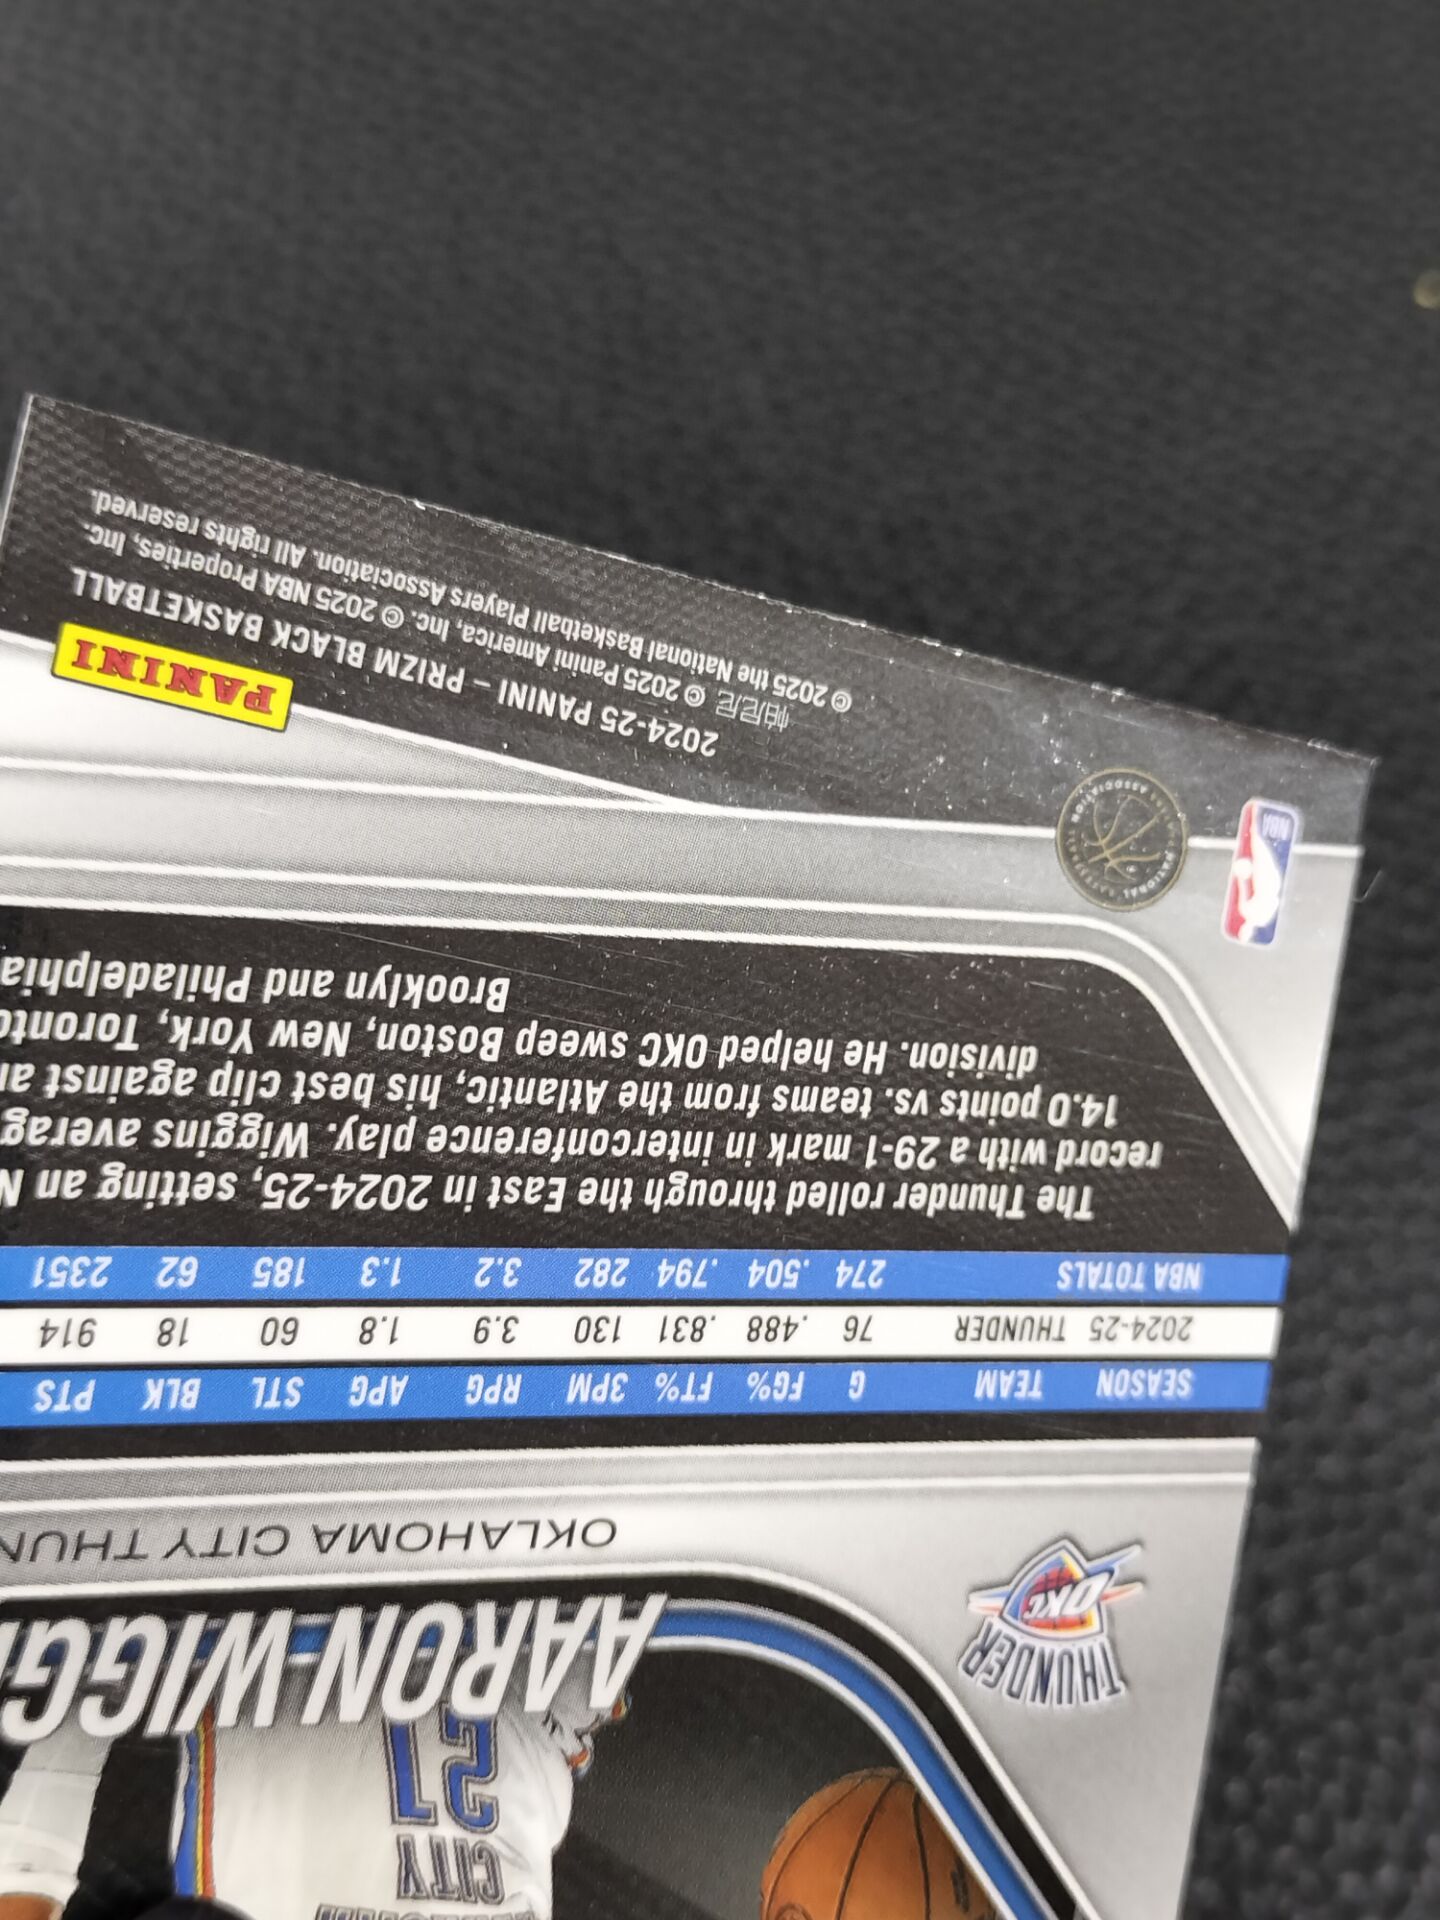 CITY
21
AARON WIGG
OKLAHOMA CITY THUN
THUNDER
OKC
SEASON TEAM G FG% FT% 3PM RPG APG STL BLK PTS
2024-25 THUNDER 76 .488 .831 130 3.9 1.8 60 18 914
NBA TOTALS 274 .504 .794 282 3.2 1.3 185 62 2351
The Thunder rolled through the East in 2024-25, setting an N
record with a 29-1 mark in interconference play. Wiggins averag
14.0 points vs. teams from the Atlantic, his best clip against an
division. He helped OKC sweep Boston, New York, Toronto
Brooklyn and Philadelphia
NBA
PANINI
2024-25 PANINI – PRIZM BLACK BASKETBALL
帕尼尼 © 2025 Panini America, Inc. © 2025 NBA Properties, Inc.
© 2025 the National Basketball Players Association. All rights reserved.